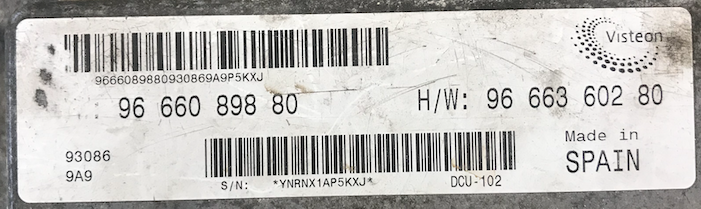 Visteon
9666089880930869A9P5KXJ
96 660 898 80 H/W: 96 663 602 80
93086
9A9
Made in
SPAIN
S/N: *YNRNX1AP5KXJ* DCU-102